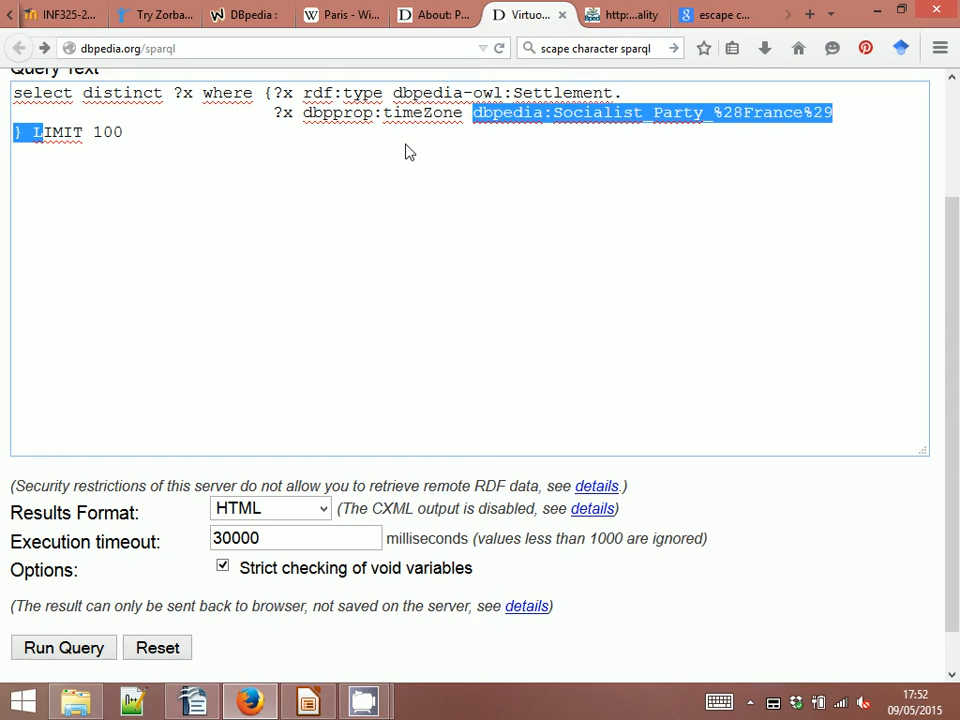 INF325-2...
Try Zorba...
DBpedia :
Paris - Wi...
About: P...
Virtuo...
http:...ality
escape c...
dbpedia.org/sparql
scape character sparql
Query Text
select distinct ?x where {?x rdf:type dbpedia-owl:Settlement.
?x dbpprop:timeZone dbpedia:Socialist_Party_%28France%29
} LIMIT 100
(Security restrictions of this server do not allow you to retrieve remote RDF data, see details.)
Results Format: HTML (The CXML output is disabled, see details)
Execution timeout: 30000 milliseconds (values less than 1000 are ignored)
Options: Strict checking of void variables
(The result can only be sent back to browser, not saved on the server, see details)
Run Query Reset
17:52
09/05/2015